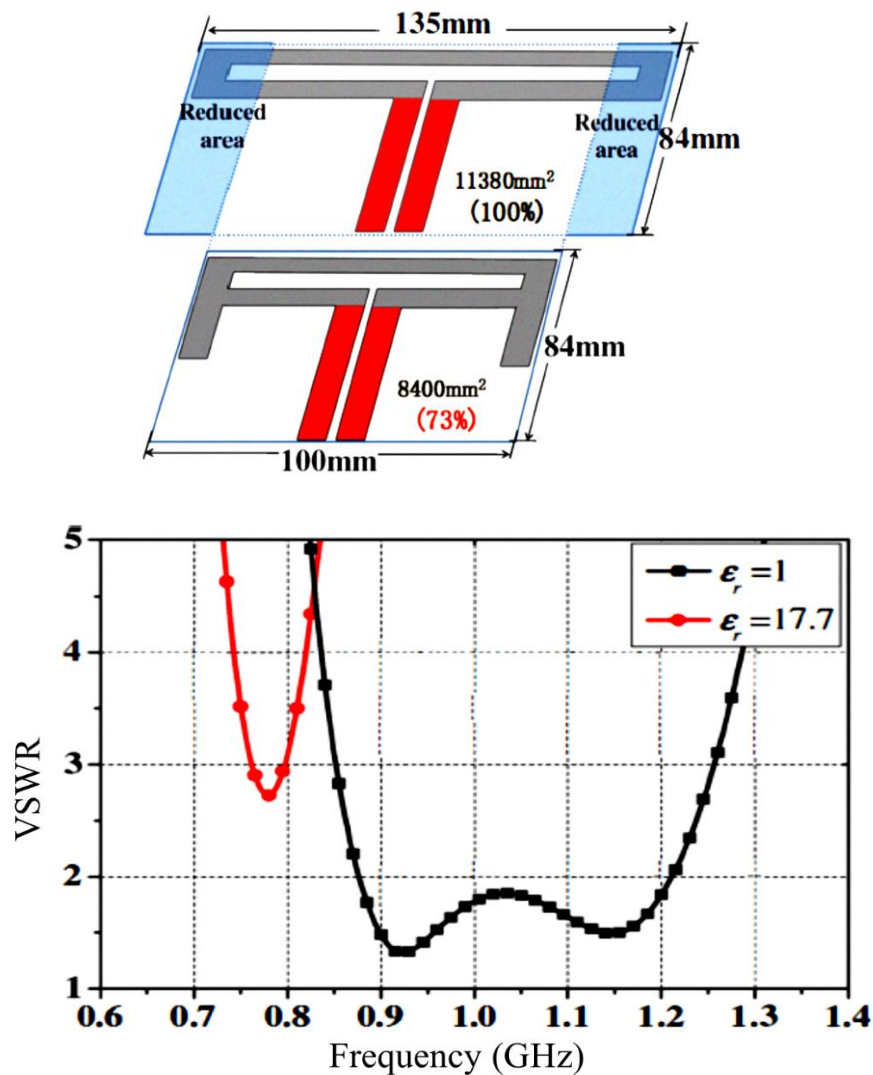 135mm
Reduced
area
Reduced
area
84mm
11380mm²
(100%)
84mm
8400mm²
(73%)
100mm
5
4
3
2
1
VSWR
εr=1
εr=17.7
0.6 0.7 0.8 0.9 1.0 1.1 1.2 1.3 1.4
Frequency (GHz)